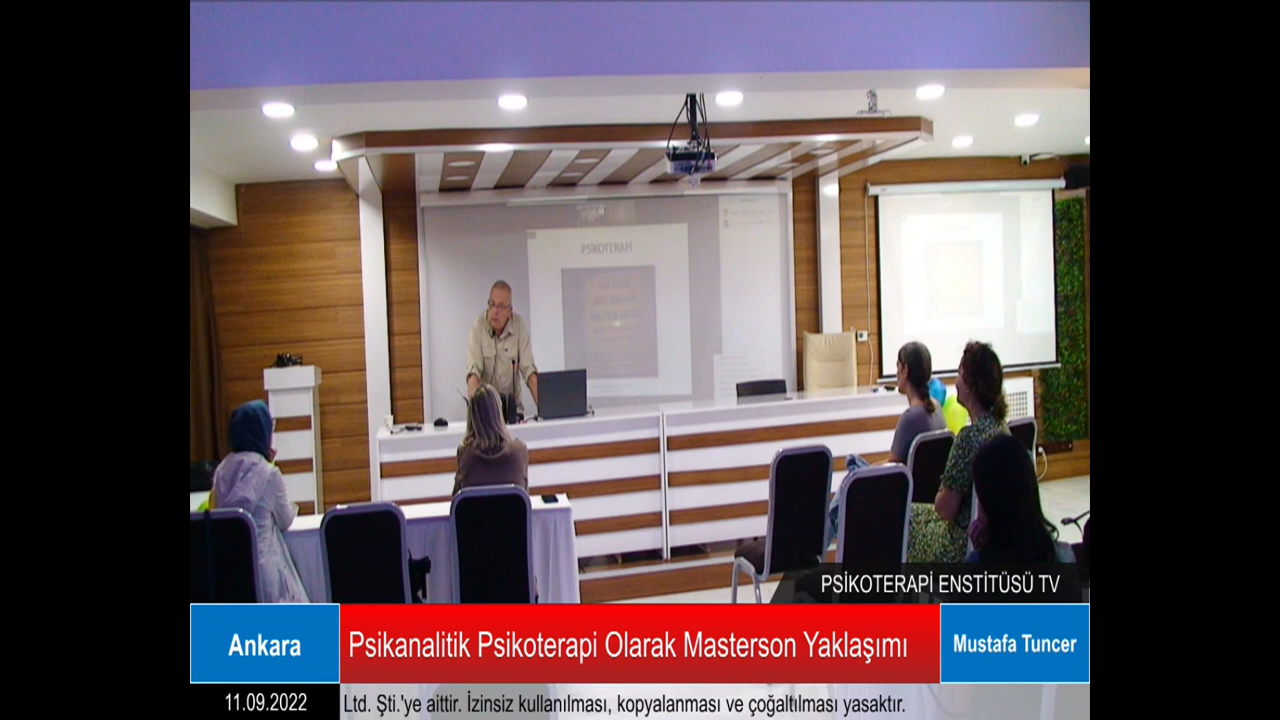 PSİKOTERAPİ
PSİKOTERAPİ ENSTİTÜSÜ TV
Ankara
Psikanalitik Psikoterapi Olarak Masterson Yaklaşımı
Mustafa Tuncer
11.09.2022
Ltd. Şti.'ye aittir. İzinsiz kullanılması, kopyalanması ve çoğaltılması yasaktır.